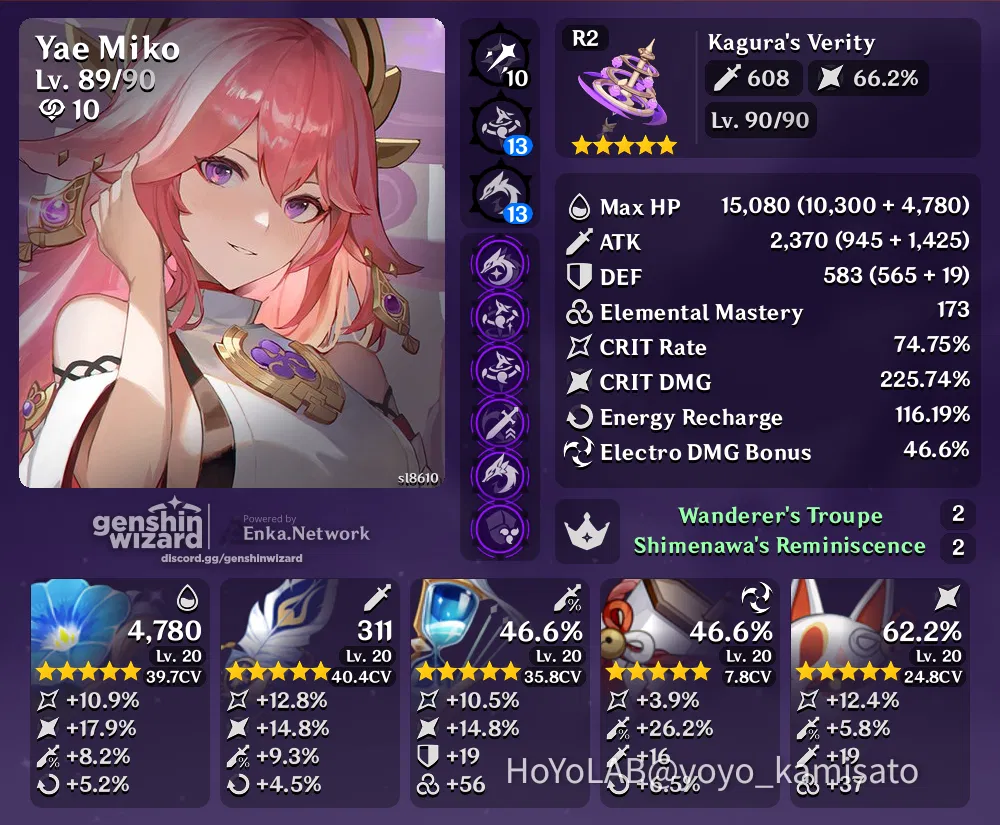 Yae Miko
Lv. 89/90
10
sl8610
genshin wizard
Powered by
Enka.Network
discord.gg/genshinwizard
10
13
13
R2
Kagura's Verity
608 66.2%
Lv. 90/90
Max HP 15,080 (10,300 + 4,780)
ATK 2,370 (945 + 1,425)
DEF 583 (565 + 19)
Elemental Mastery 173
CRIT Rate 74.75%
CRIT DMG 225.74%
Energy Recharge 116.19%
Electro DMG Bonus 46.6%
Wanderer's Troupe 2
Shimenawa's Reminiscence 2
4,780
Lv. 20
39.7CV
+10.9%
+17.9%
+8.2%
+5.2%
311
Lv. 20
40.4CV
+12.8%
+14.8%
+9.3%
+4.5%
%
46.6%
Lv. 20
35.8CV
+10.5%
+14.8%
+19
+56
46.6%
Lv. 20
7.8CV
+3.9%
+26.2%
+16
+6.5%
62.2%
Lv. 20
24.8CV
+12.4%
+5.8%
+19
+37
HoYoLAB@yoyo_kamisato